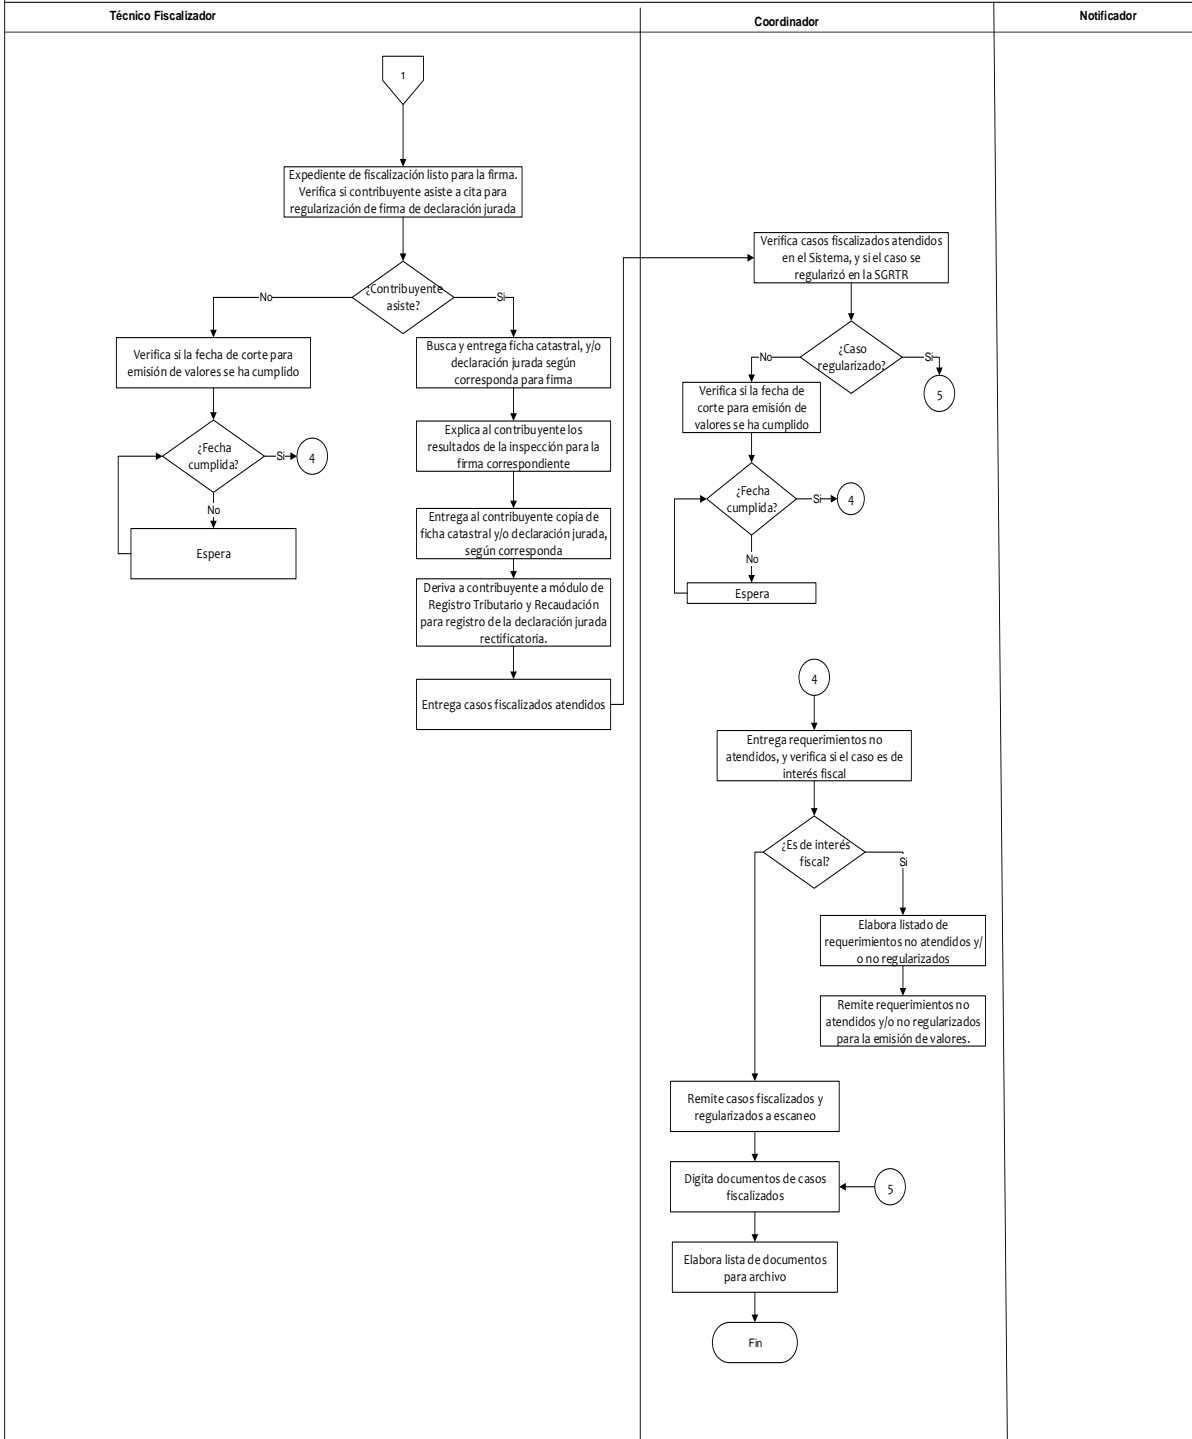 Técnico Fiscalizador
Coordinador
Notificador
1
Expediente de fiscalización listo para la firma.
Verifica si contribuyente asiste a cita para
regularización de firma de declaración jurada
¿Contribuyente
asiste?
No
Si
Verifica si la fecha de corte para
emisión de valores se ha cumplido
¿Fecha
cumplida?
Si
4
No
Espera
Busca y entrega ficha catastral, y/o
declaración jurada según
corresponda para firma
Explica al contribuyente los
resultados de la inspección para la
firma correspondiente
Entrega al contribuyente copia de
ficha catastral y/o declaración jurada,
según corresponda
Deriva a contribuyente a módulo de
Registro Tributario y Recaudación
para registro de la declaración jurada
rectificatoria.
Entrega casos fiscalizados atendidos
Verifica casos fiscalizados atendidos
en el Sistema, y si el caso se
regularizó en la SGRTR
¿Caso
regularizado?
No
Si
5
Verifica si la fecha de
corte para emisión de
valores se ha cumplido
¿Fecha
cumplida?
Si
4
No
Espera
4
Entrega requerimientos no
atendidos, y verifica si el caso es de
interés fiscal
¿Es de interés
fiscal?
Si
Elabora listado de
requerimientos no atendidos y/
o no regularizados
Remite requerimientos no
atendidos y/o no regularizados
para la emisión de valores.
Remite casos fiscalizados y
regularizados a escaneo
Digita documentos de casos
fiscalizados
5
Elabora lista de documentos
para archivo
Fin